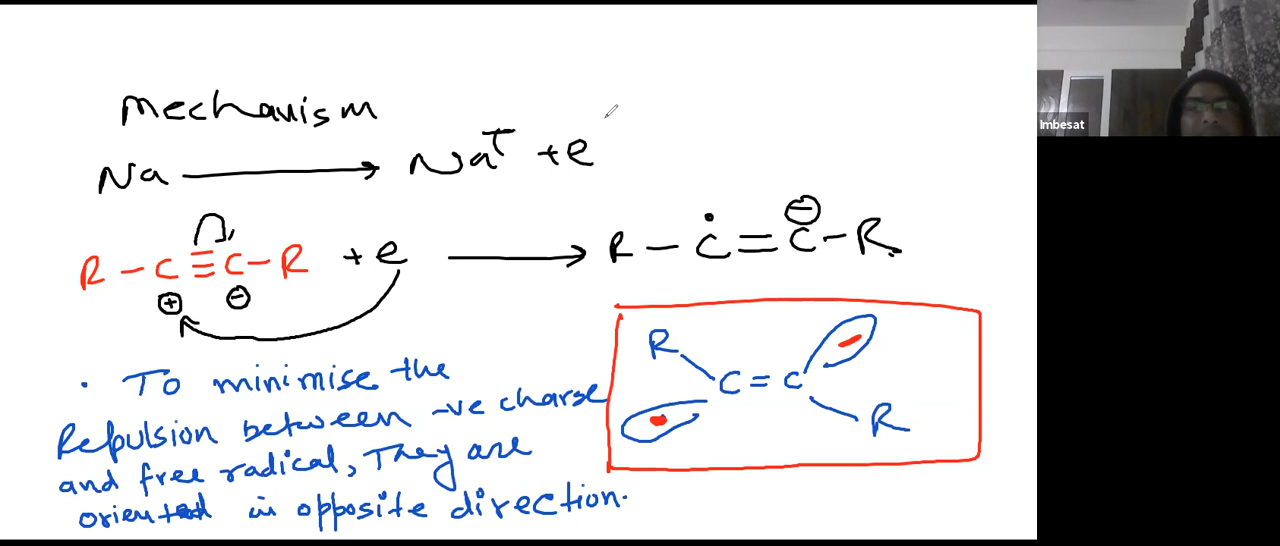 Mechanism
Na ⟶ Na⁺ + e
R – C ≡ C – R + e ⟶ R – Ċ = C – R
⊕ ⊖ ⊖
R
C = C
R
· To minimise the
Repulsion between -ve charge
and free radical, They are
oriented in opposite direction.
Imbesat